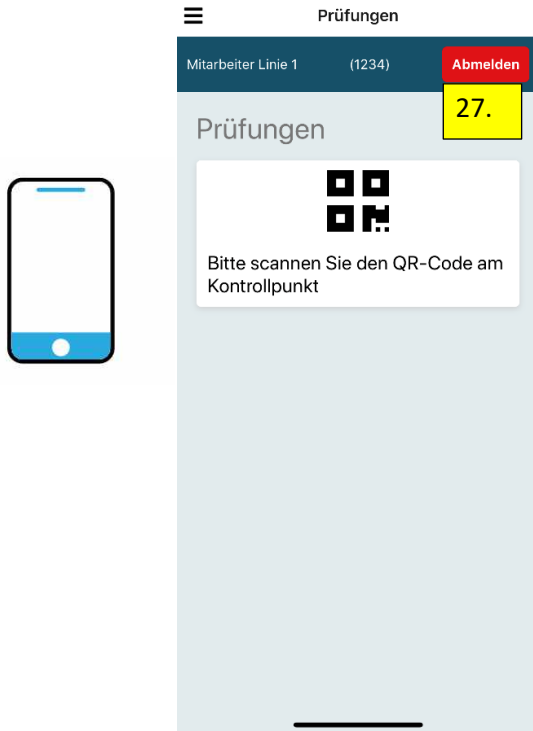 Prüfungen
Mitarbeiter Linie 1 (1234) Abmelden
27.
Prüfungen
Bitte scannen Sie den QR-Code am
Kontrollpunkt